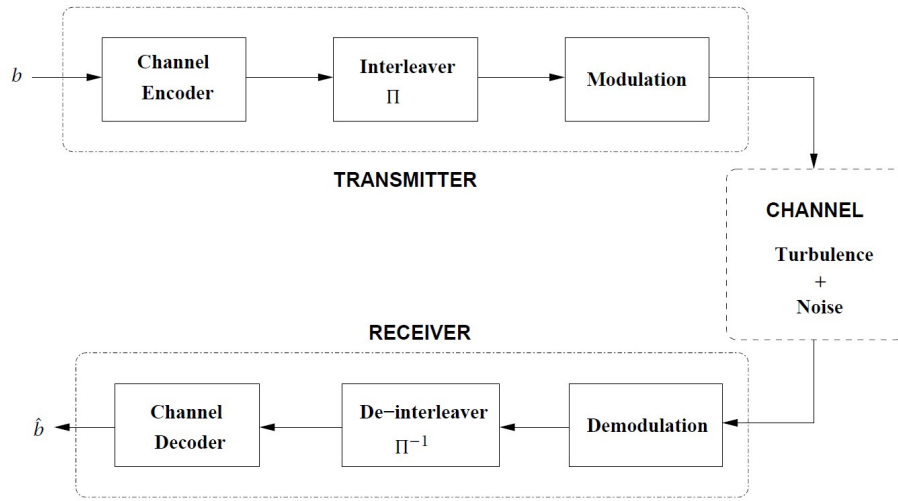 b
Channel
Encoder
Interleaver
Π
Modulation
TRANSMITTER
CHANNEL
Turbulence
+
Noise
RECEIVER
b̂
Channel
Decoder
De-interleaver
Π⁻¹
Demodulation